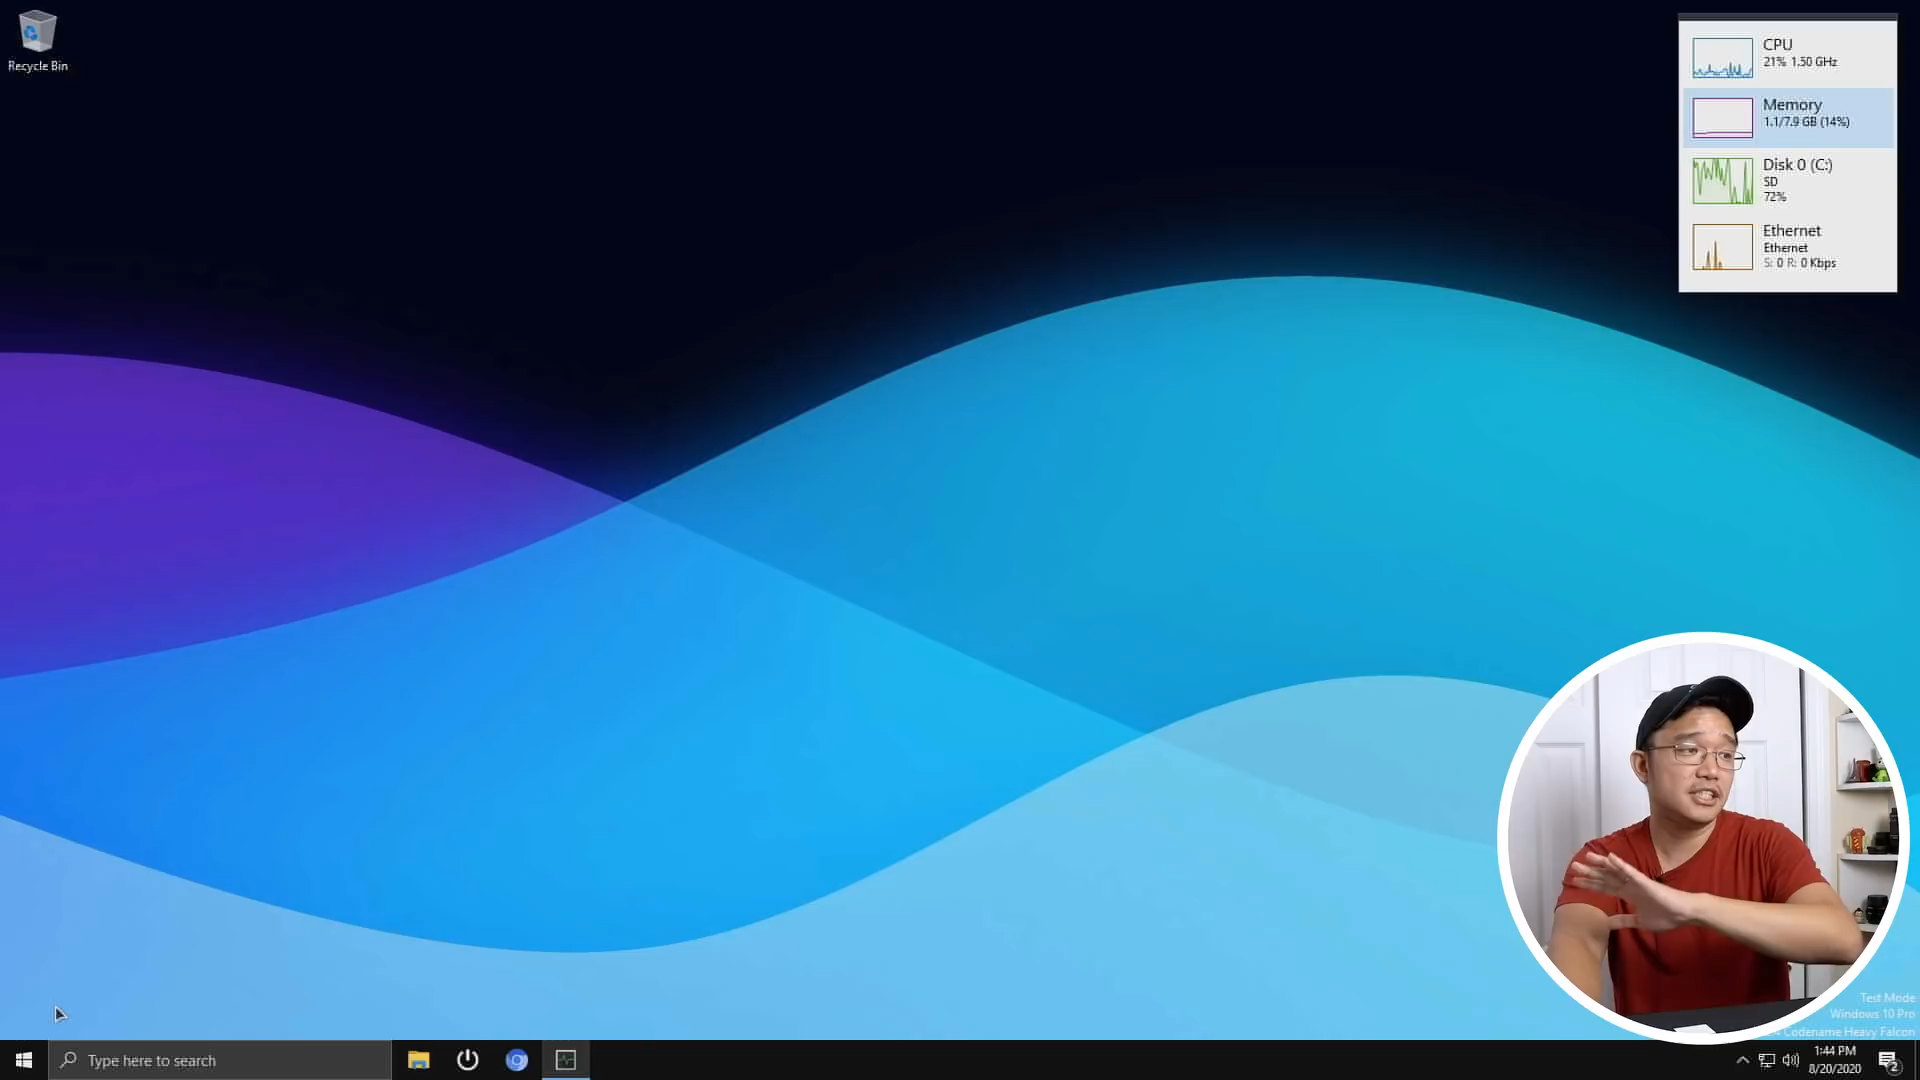 Recycle Bin
CPU
21% 1.50 GHz
Memory
1.1/7.9 GB (14%)
Disk 0 (C:)
SD
72%
Ethernet
Ethernet
S: 0 R: 0 Kbps
Test Mode
Windows 10 Pro
Codename Heavy Falcon
Type here to search
1:44 PM
8/20/2020
2